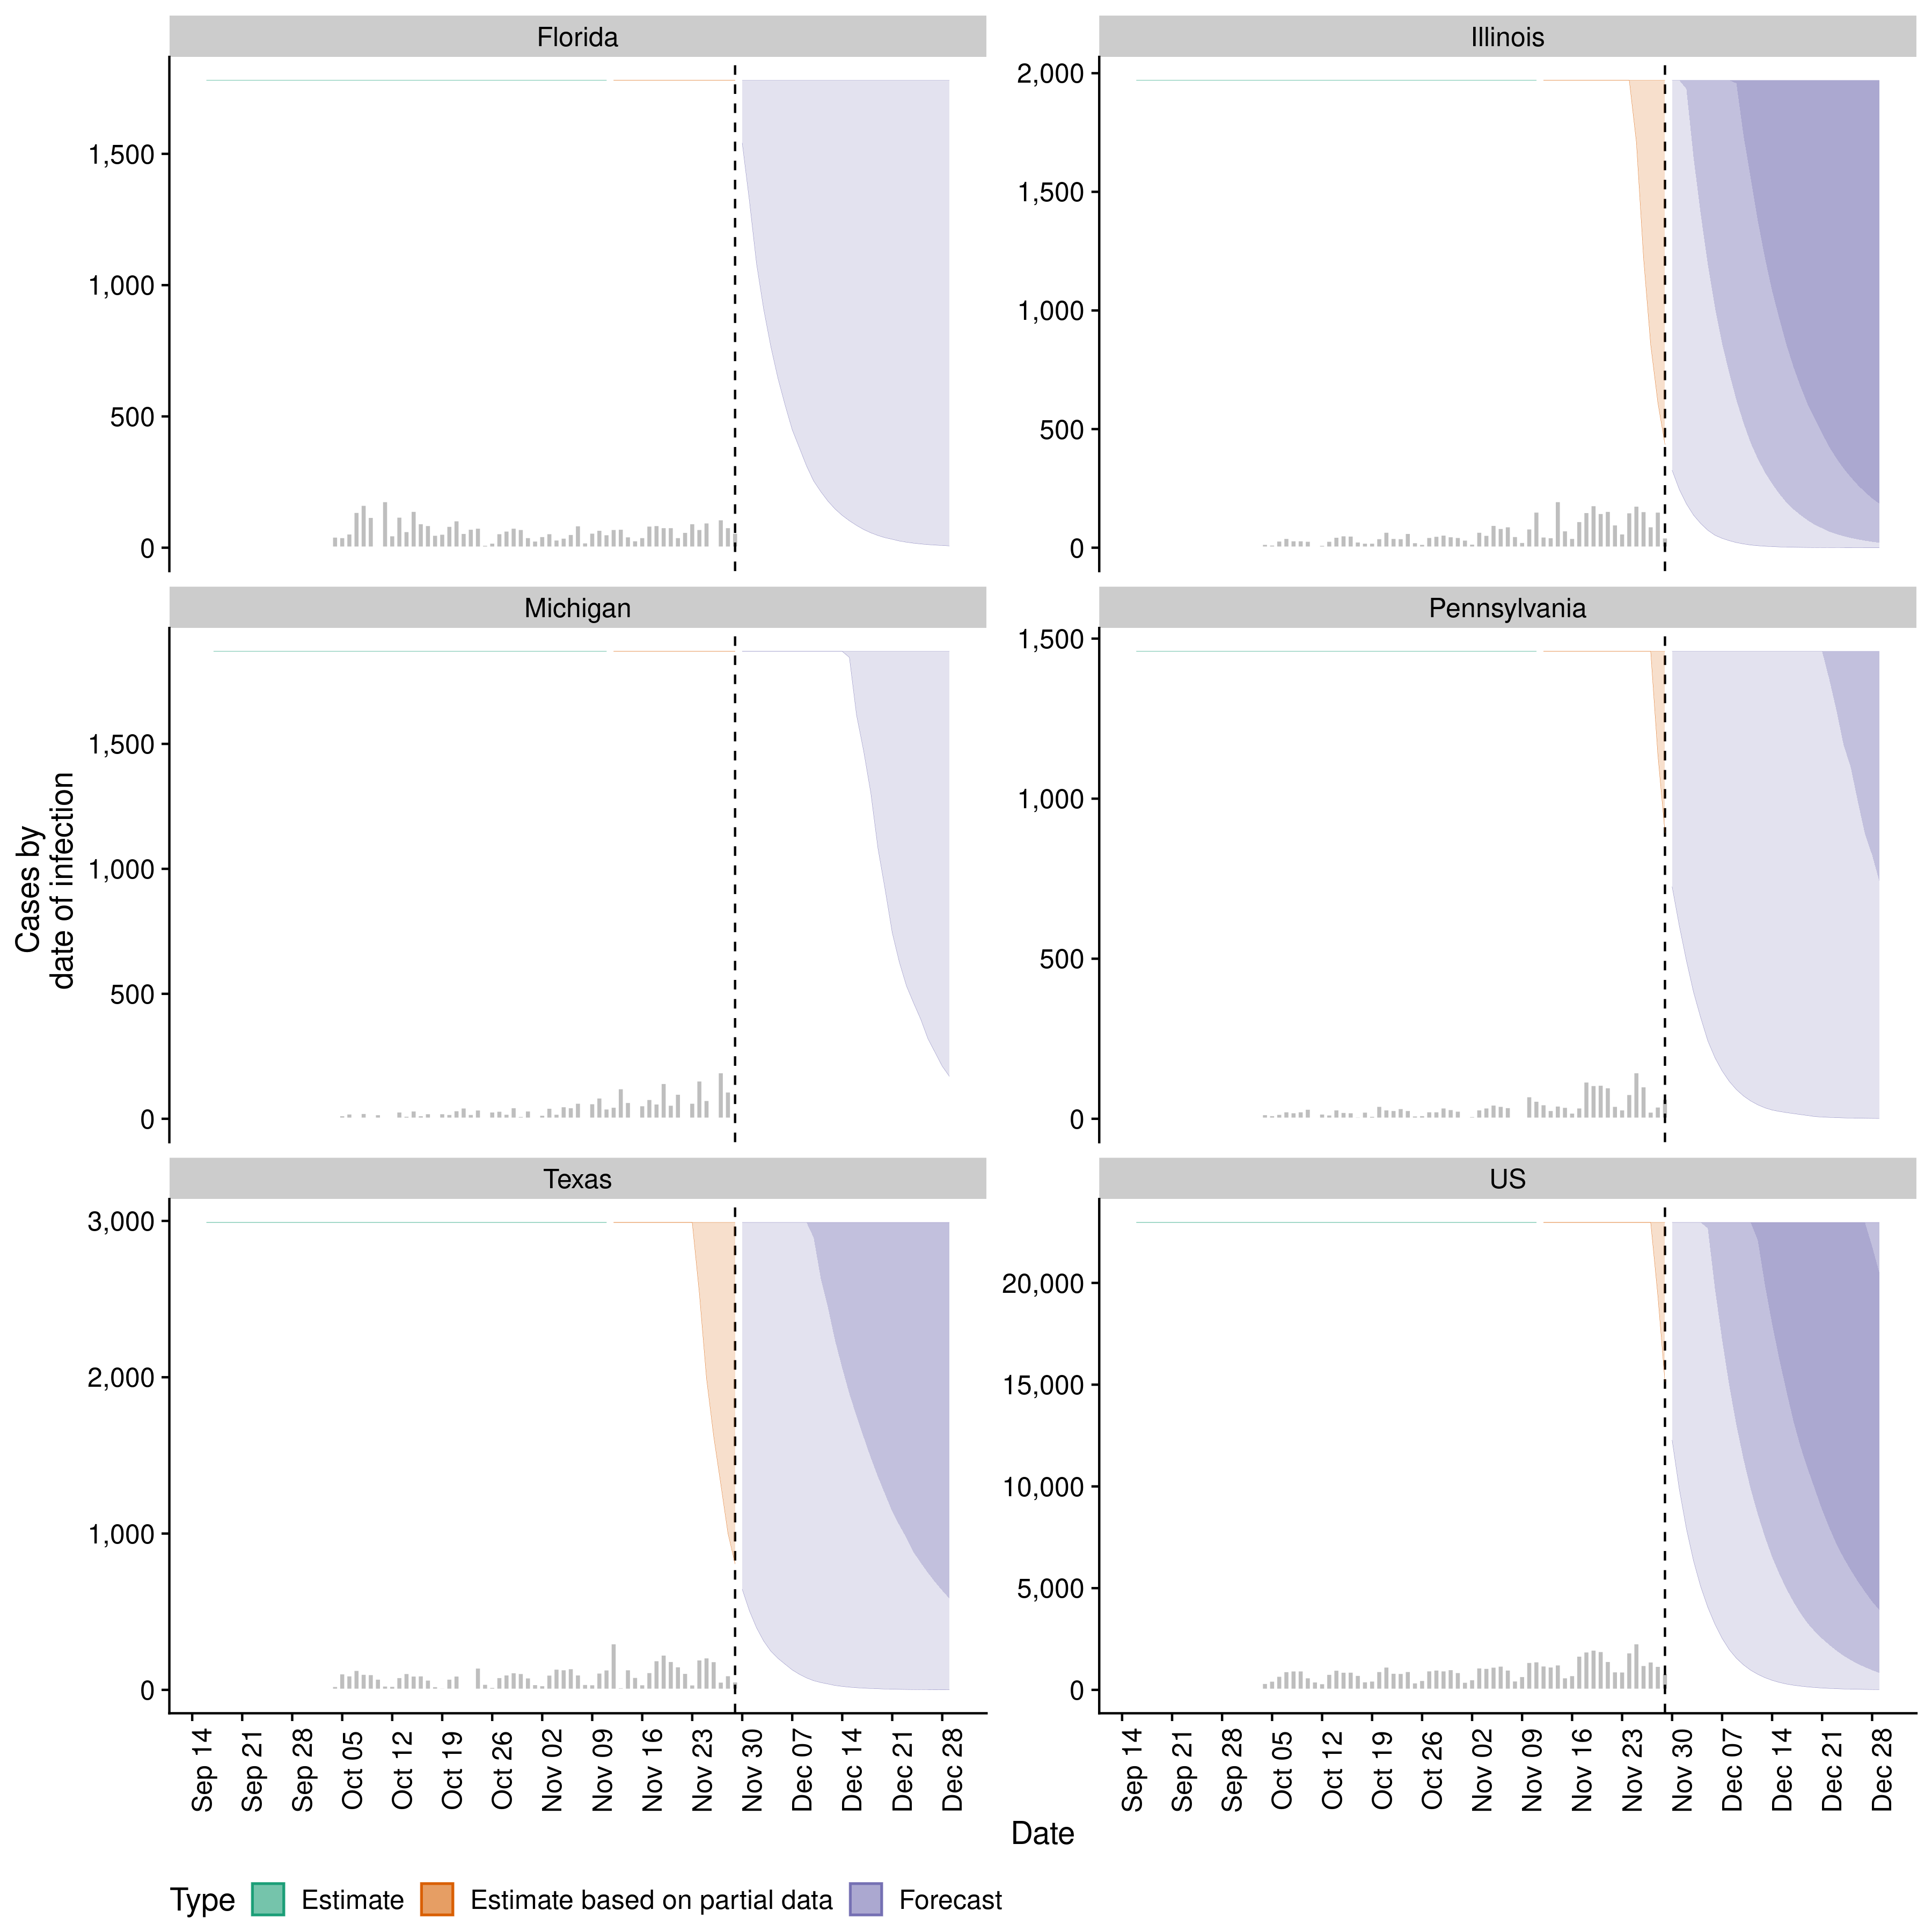 Florida
Illinois
1,500
1,000
500
0
2,000
1,500
1,000
500
0
Michigan
Pennsylvania
1,500
1,000
500
0
1,500
1,000
500
0
Cases by
date of infection
Texas
US
3,000
2,000
1,000
0
20,000
15,000
10,000
5,000
0
Sep 14
Sep 21
Sep 28
Oct 05
Oct 12
Oct 19
Oct 26
Nov 02
Nov 09
Nov 16
Nov 23
Nov 30
Dec 07
Dec 14
Dec 21
Dec 28
Sep 14
Sep 21
Sep 28
Oct 05
Oct 12
Oct 19
Oct 26
Nov 02
Nov 09
Nov 16
Nov 23
Nov 30
Dec 07
Dec 14
Dec 21
Dec 28
Date
Type Estimate Estimate based on partial data Forecast